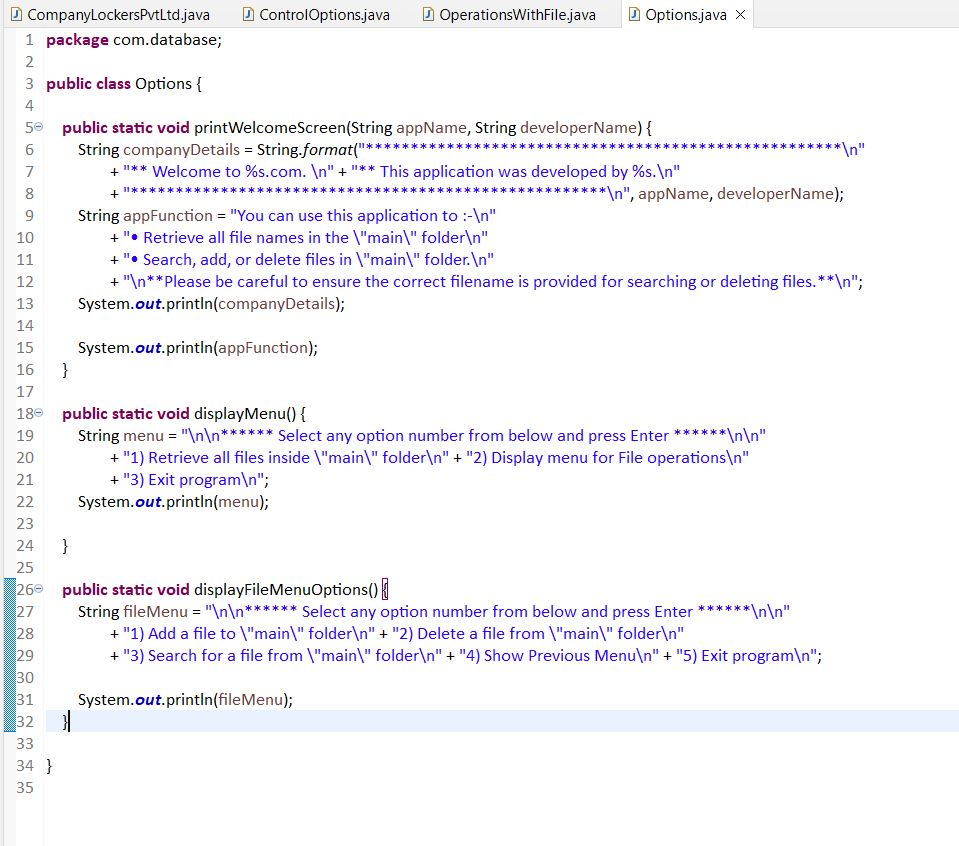 CompanyLockersPvtLtd.java ControlOptions.java OperationsWithFile.java Options.java
1 package com.database;
2
3 public class Options {
4
5 public static void printWelcomeScreen(String appName, String developerName) {
6 String companyDetails = String.format("*****************************************************\n"
7 + "** Welcome to %s.com. \n" + "** This application was developed by %s.\n"
8 + "*****************************************************\n", appName, developerName);
9 String appFunction = "You can use this application to :-\n"
10 + "• Retrieve all file names in the \"main\" folder\n"
11 + "• Search, add, or delete files in \"main\" folder.\n"
12 + "\n**Please be careful to ensure the correct filename is provided for searching or deleting files.**\n";
13 System.out.println(companyDetails);
14
15 System.out.println(appFunction);
16 }
17
18 public static void displayMenu() {
19 String menu = "\n\n****** Select any option number from below and press Enter ******\n\n"
20 + "1) Retrieve all files inside \"main\" folder\n" + "2) Display menu for File operations\n"
21 + "3) Exit program\n";
22 System.out.println(menu);
23
24 }
25
26 public static void displayFileMenuOptions() {
27 String fileMenu = "\n\n****** Select any option number from below and press Enter ******\n\n"
28 + "1) Add a file to \"main\" folder\n" + "2) Delete a file from \"main\" folder\n"
29 + "3) Search for a file from \"main\" folder\n" + "4) Show Previous Menu\n" + "5) Exit program\n";
30
31 System.out.println(fileMenu);
32 }
33
34 }
35